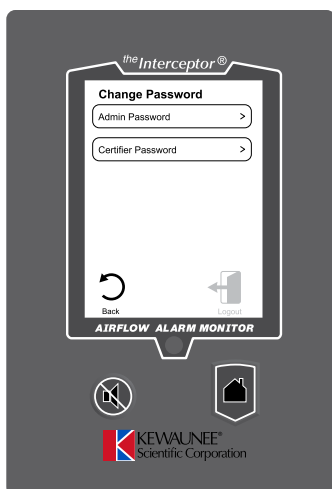 the Interceptor ®
Change Password
Admin Password >
Certifier Password >
Back Logout
AIRFLOW ALARM MONITOR
KEWAUNEE®
Scientific Corporation